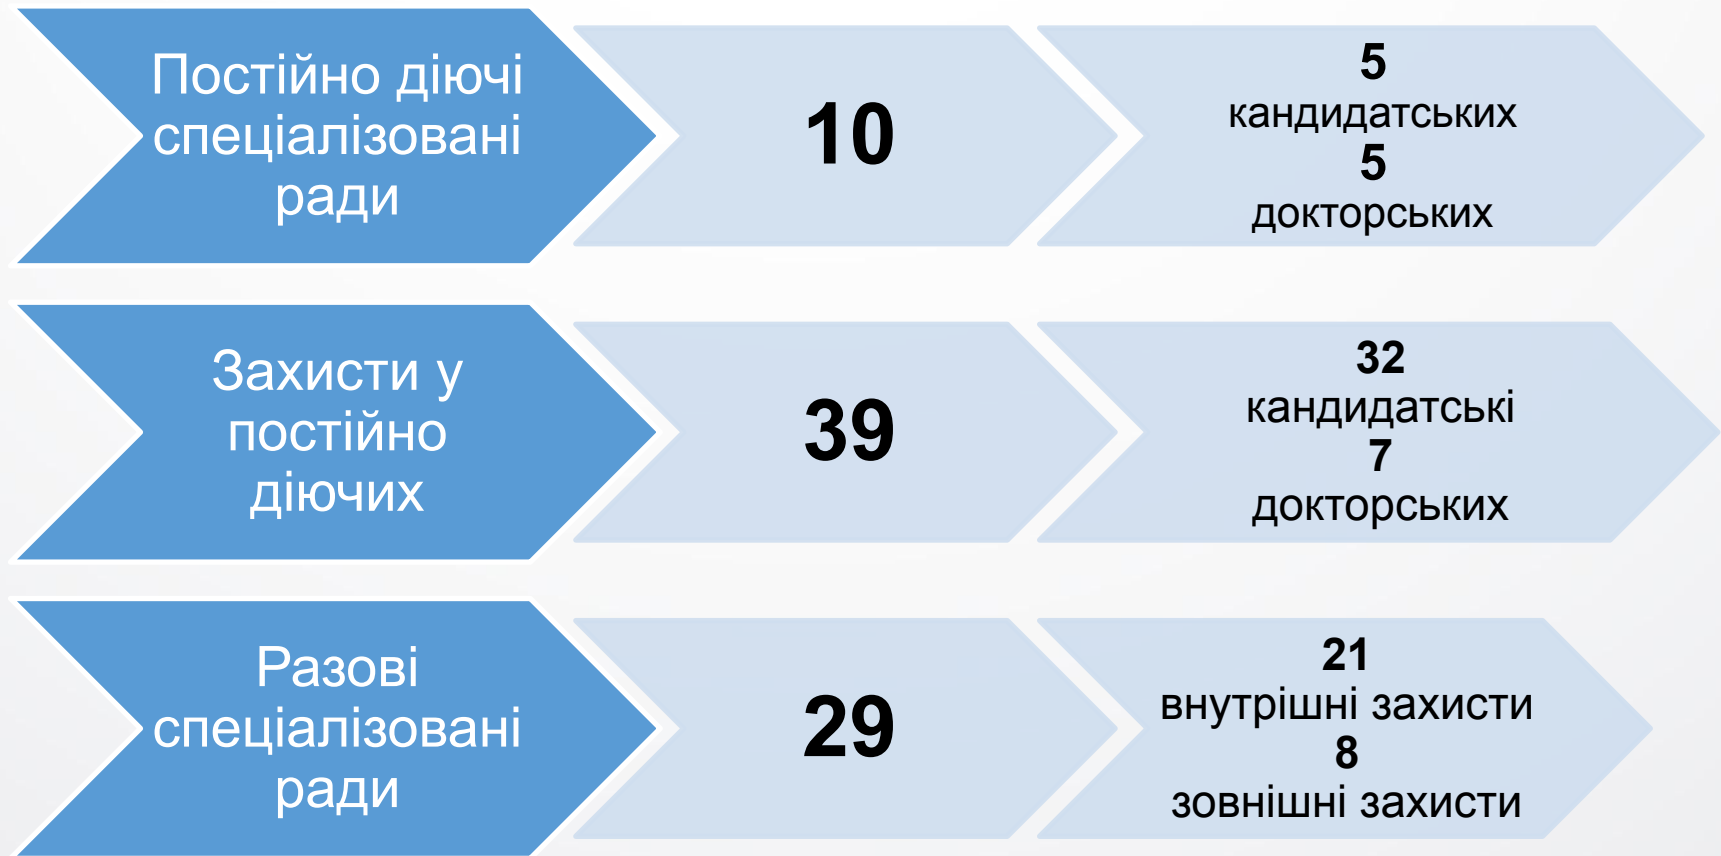 Постійно діючі
спеціалізовані
ради
10
5
кандидатських
5
докторських
Захисти у
постійно
діючих
39
32
кандидатські
7
докторських
Разові
спеціалізовані
ради
29
21
внутрішні захисти
8
зовнішні захисти